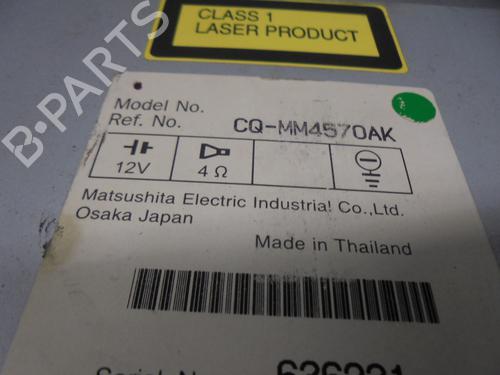 CLASS 1
LASER PRODUCT
B-PARTS
Model No.
Ref. No. CQ-MM4570AK
12V 4 Ω
Matsushita Electric Industrial Co.,Ltd.
Osaka Japan
Made in Thailand